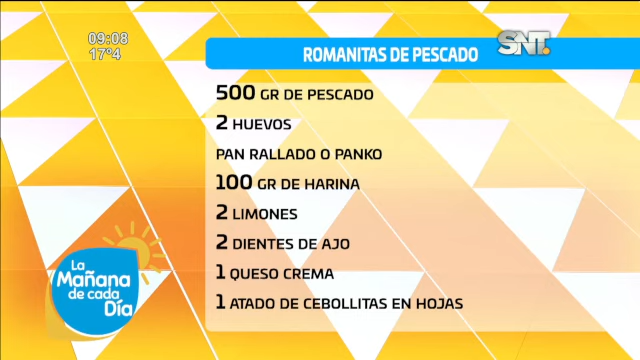 09:08
17°4
ROMANITAS DE PESCADO
SNT.
500 GR DE PESCADO
2 HUEVOS
PAN RALLADO O PANKO
100 GR DE HARINA
2 LIMONES
2 DIENTES DE AJO
1 QUESO CREMA
1 ATADO DE CEBOLLITAS EN HOJAS
La
Mañana
de cada
Día